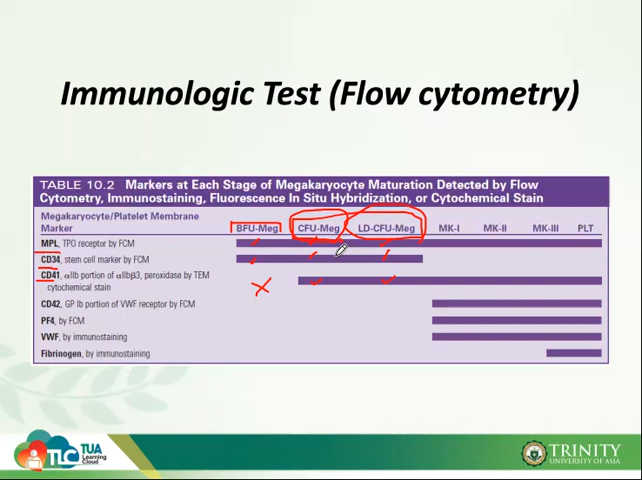 Immunologic Test (Flow cytometry)
TABLE 10.2 Markers at Each Stage of Megakaryocyte Maturation Detected by Flow
Cytometry, Immunostaining, Fluorescence In Situ Hybridization, or Cytochemical Stain
Megakaryocyte/Platelet Membrane
Marker BFU-Meg CFU-Meg LD-CFU-Meg MK-I MK-II MK-III PLT
MPL, TPO receptor by FCM
CD34, stem cell marker by FCM
CD41, αIIb portion of αIIbβ3, peroxidase by TEM
cytochemical stain
CD42, GP Ib portion of VWF receptor by FCM
PF4, by FCM
VWF, by immunostaining
Fibrinogen, by immunostaining
TLC TUA
Learning
Cloud
TRINITY
UNIVERSITY OF ASIA